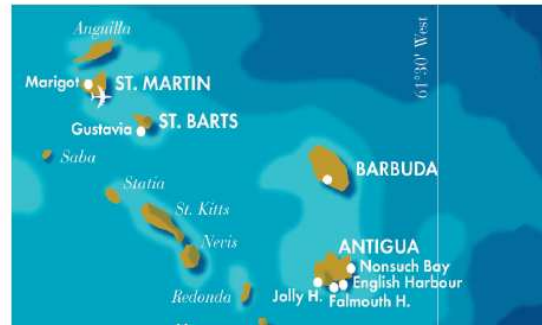 Anguilla
61°30' West
Marigot
ST. MARTIN
Gustavia
ST. BARTS
Saba
BARBUDA
Statia
St. Kitts
Nevis
ANTIGUA
Nonsuch Bay
English Harbour
Redonda
Jolly H.
Falmouth H.